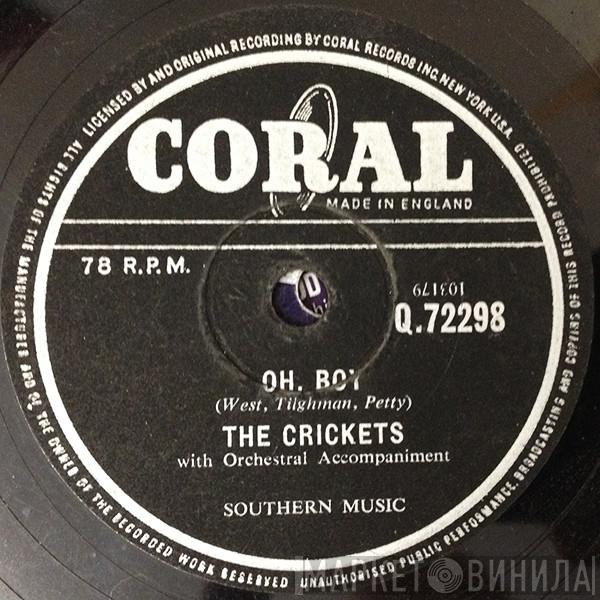 LICENSED BY AND ORIGINAL RECORDING BY CORAL RECORDS INC. NEW YORK U.S.A.
CORAL
MADE IN ENGLAND
78 R.P.M.
103179
Q.72298
OH, BOY
(West, Tilghman, Petty)
THE CRICKETS
with Orchestral Accompaniment
SOUTHERN MUSIC
ALL RIGHTS OF THE MANUFACTURER AND OF THE OWNER OF THE RECORDED WORK RESERVED UNAUTHORISED PUBLIC PERFORMANCE, BROADCASTING AND COPYING OF THIS RECORD PROHIBITED
МАРКЕТ ВИНИЛА